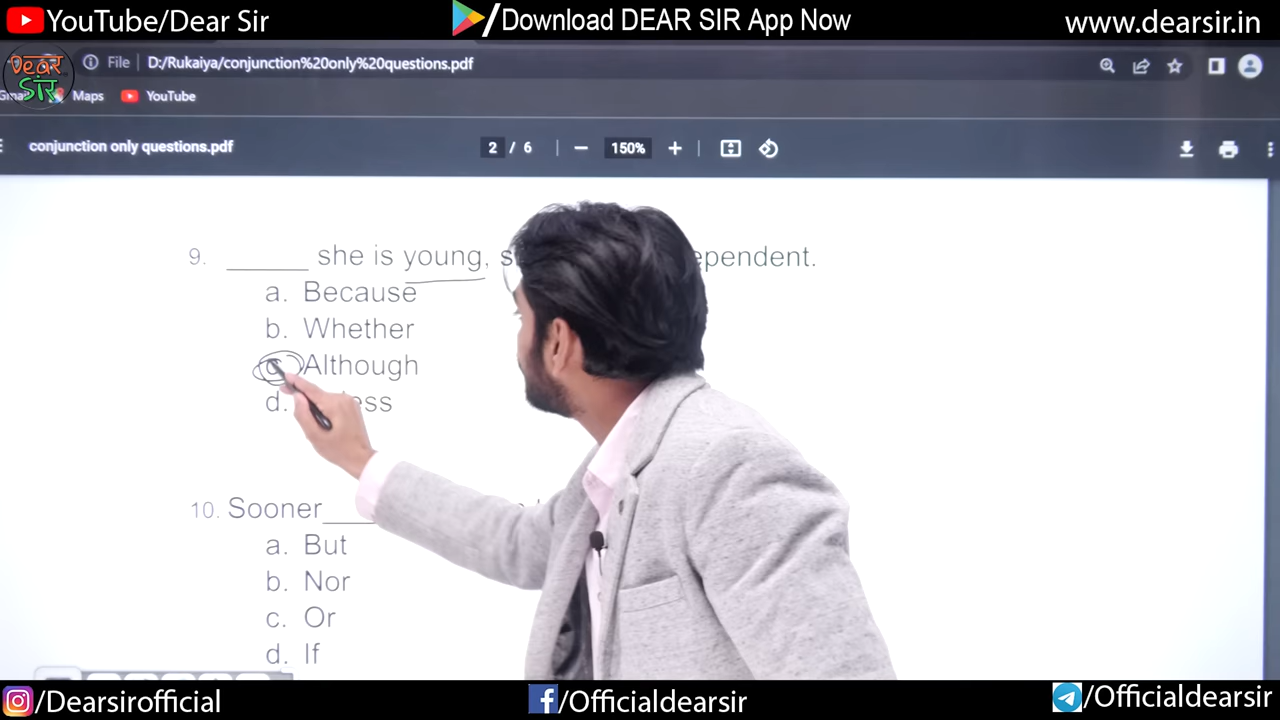 YouTube/Dear Sir
/Download DEAR SIR App Now
www.dearsir.in
Dear
सर
File D:/Rukaiya/conjunction%20only%20questions.pdf
Maps YouTube
conjunction only questions.pdf 2 / 6 150%
9. ______ she is young,
a. Because
b. Whether
c. Although
d.
10. Sooner
a. But
b. Nor
c. Or
d. If
/Dearsirofficial
/Officialdearsir
/Officialdearsir